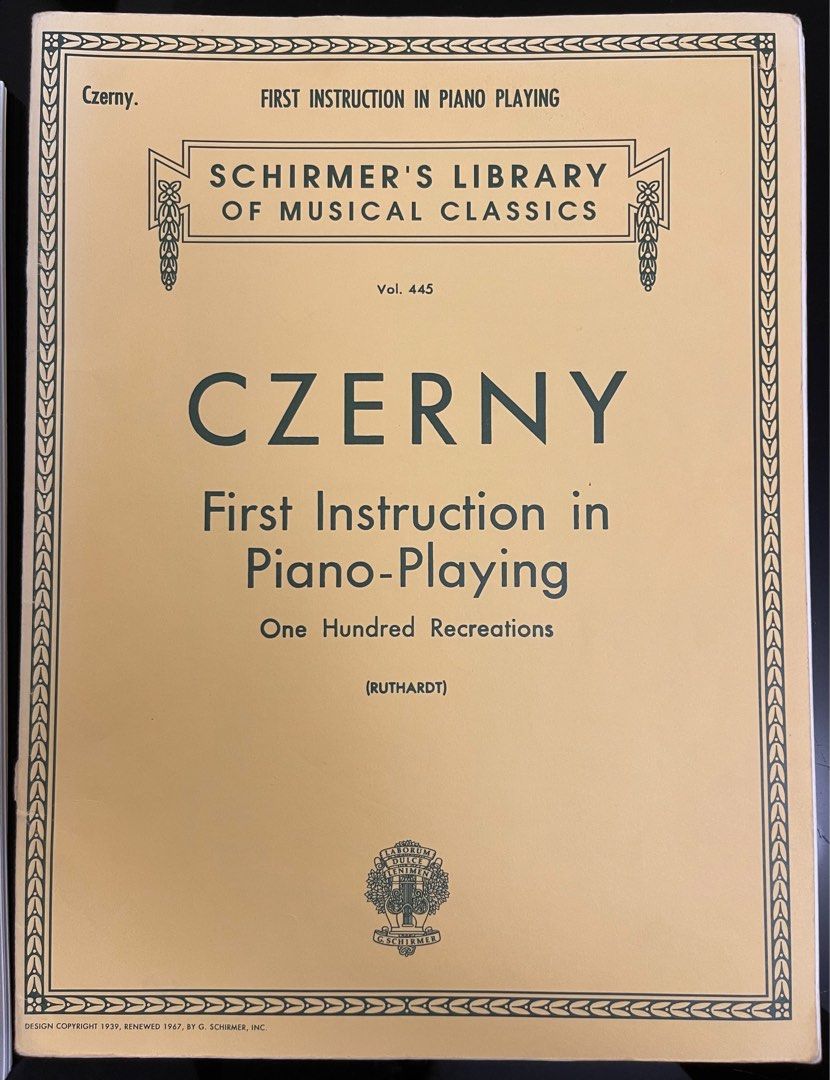 Czerny.
FIRST INSTRUCTION IN PIANO PLAYING
SCHIRMER'S LIBRARY
OF MUSICAL CLASSICS
Vol. 445
CZERNY
First Instruction in
Piano-Playing
One Hundred Recreations
(RUTHARDT)
LABORUM
DULCE
LENIMEN
G. SCHIRMER
DESIGN COPYRIGHT 1939, RENEWED 1967, BY G. SCHIRMER, INC.